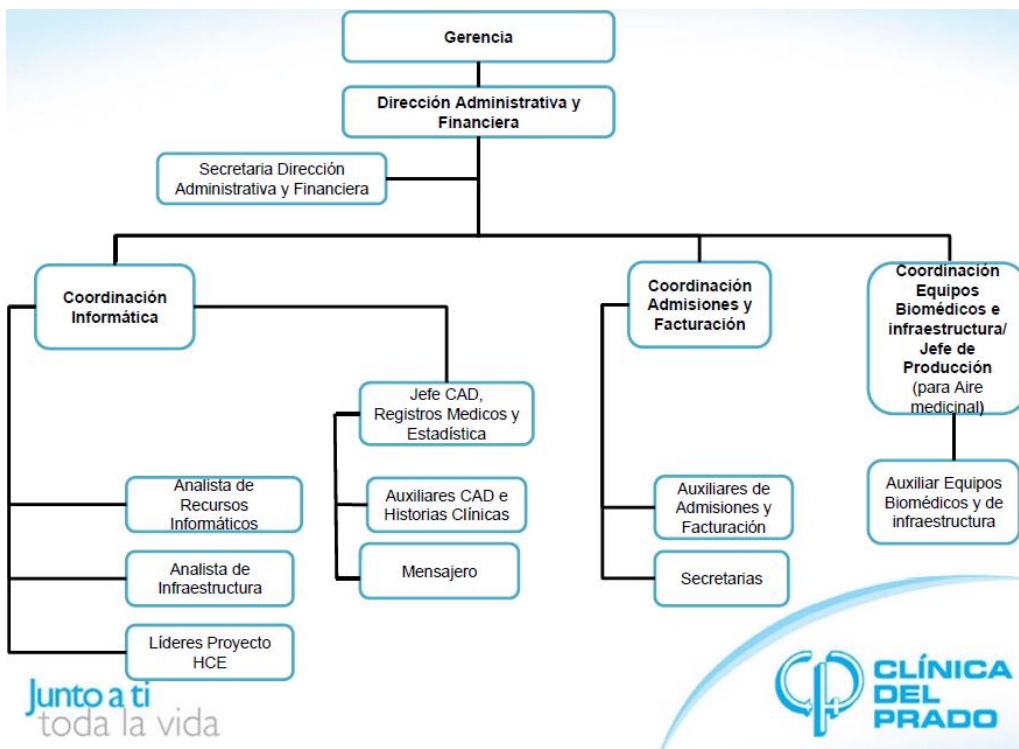 Gerencia
Dirección Administrativa y
Financiera
Secretaria Dirección
Administrativa y Financiera
Coordinación
Informática
Coordinación
Admisiones y
Facturación
Coordinación
Equipos
Biomédicos e
infraestructura/
Jefe de
Producción
(para Aire
medicinal)
Jefe CAD,
Registros Medicos y
Estadística
Analista de
Recursos
Informáticos
Auxiliares CAD e
Historias Clínicas
Auxiliares de
Admisiones y
Facturación
Auxiliar Equipos
Biomédicos y de
infraestructura
Analista de
Infraestructura
Mensajero
Secretarias
Líderes Proyecto
HCE
Junto a ti
toda la vida
CLÍNICA
DEL
PRADO